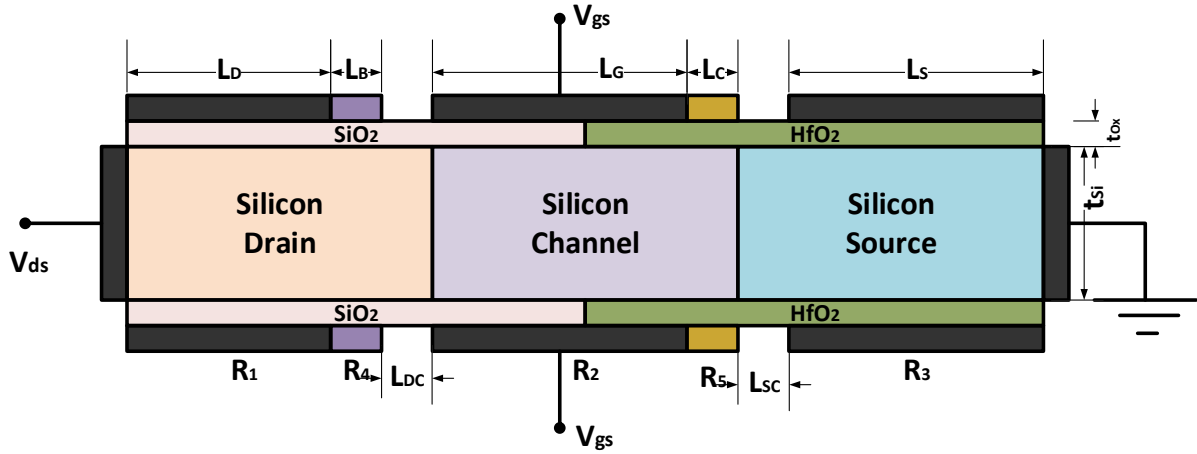 Vgs
LD
LB
LG
LC
LS
SiO2
HfO2
tOx
Silicon
Drain
Silicon
Channel
Silicon
Source
tSi
Vds
SiO2
HfO2
R1
R4
LDC
R2
R5
LSC
R3
Vgs